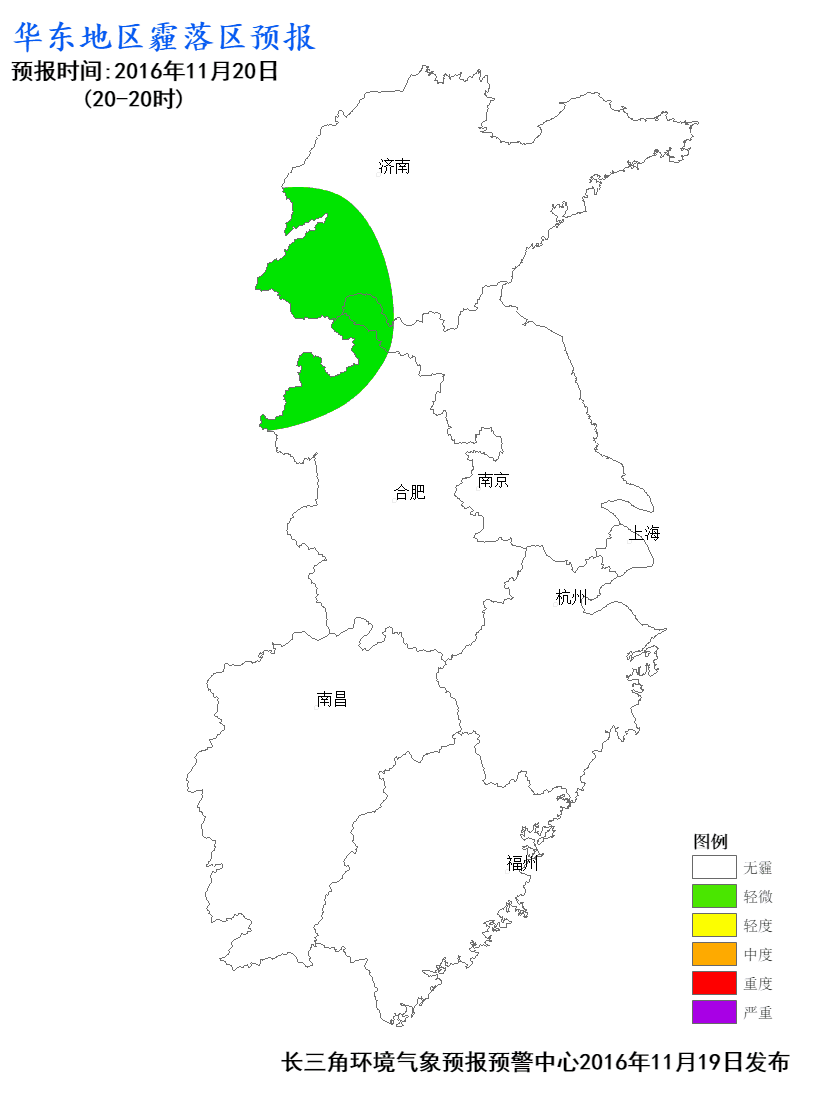 华东地区霾落区预报
预报时间:2016年11月20日
(20-20时)
济南
合肥
南京
上海
杭州
南昌
福州
图例
无霾
轻微
轻度
中度
重度
严重
长三角环境气象预报预警中心2016年11月19日发布